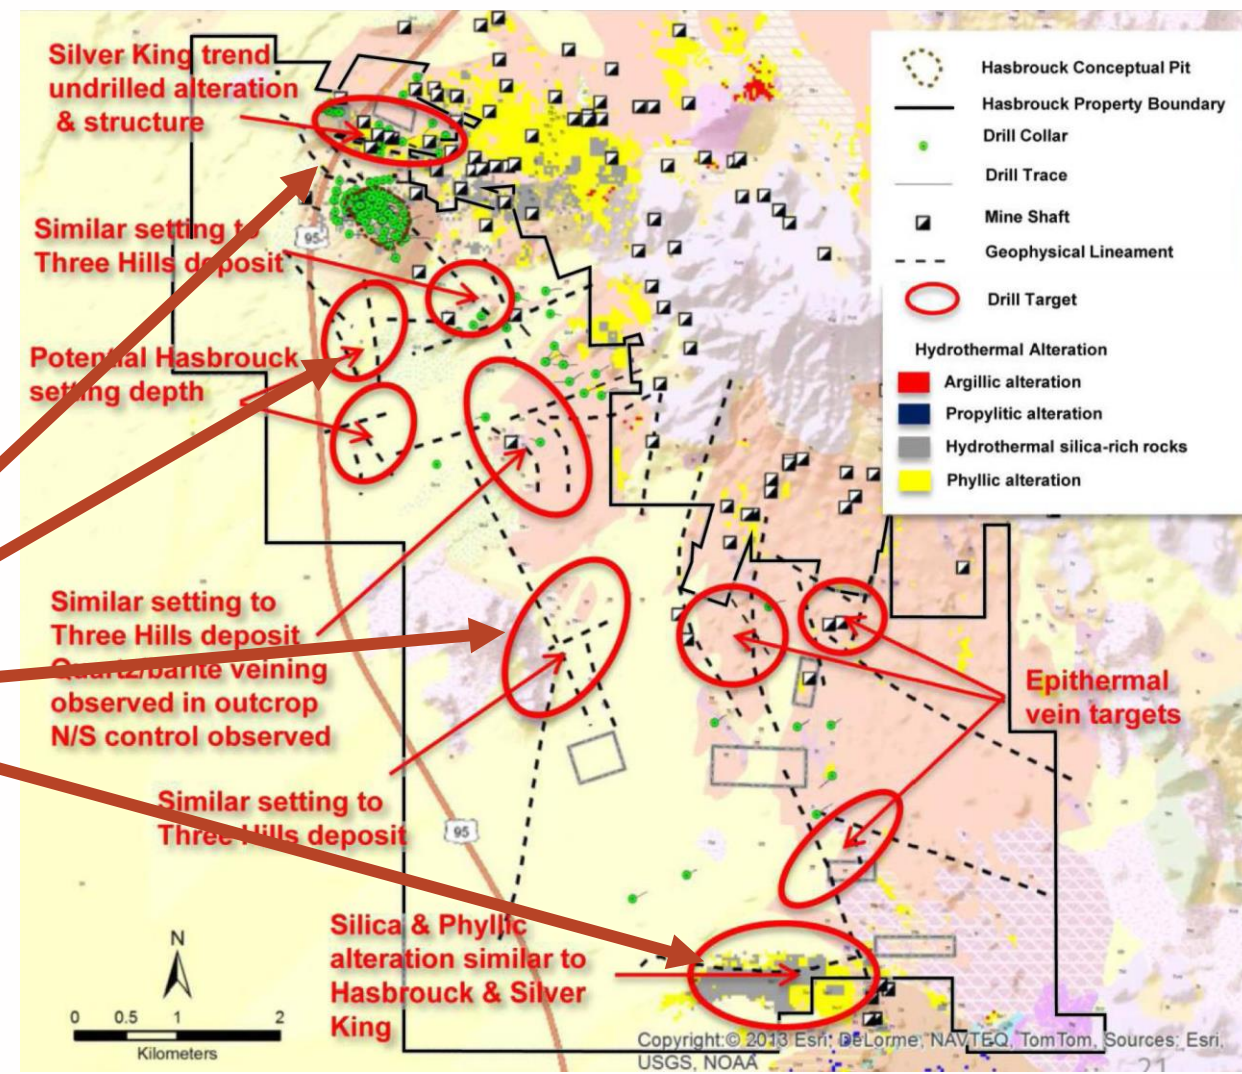 Silver King trend
undrilled alteration
& structure
Similar setting to
Three Hills deposit
Potential Hasbrouck
setting depth
Similar setting to
Three Hills deposit
Quartz/barite veining
observed in outcrop
N/S control observed
Similar setting to
Three Hills deposit
Silica & Phyllic
alteration similar to
Hasbrouck & Silver
King
Epithermal
vein targets
95
95
Hasbrouck Conceptual Pit
Hasbrouck Property Boundary
Drill Collar
Drill Trace
Mine Shaft
Geophysical Lineament
Drill Target
Hydrothermal Alteration
Argillic alteration
Propylitic alteration
Hydrothermal silica-rich rocks
Phyllic alteration
N
0 0.5 1 2
Kilometers
Copyright:© 2013 Esri, DeLorme, NAVTEQ, TomTom, Sources: Esri,
USGS, NOAA
21